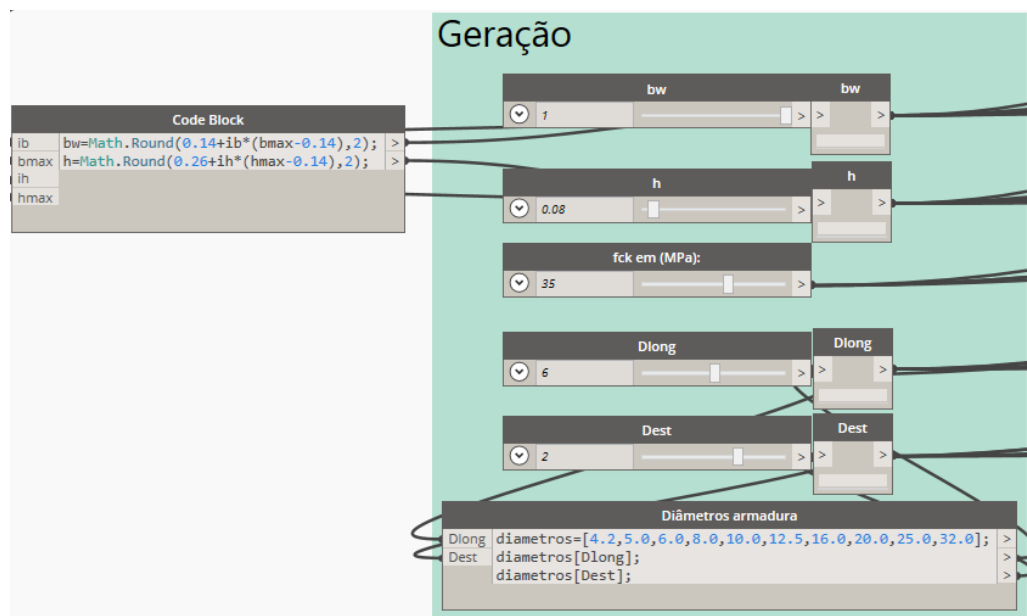 Geração
Code Block
ib
bmax
ih
hmax
bw=Math.Round(0.14+ib*(bmax-0.14),2); >
h=Math.Round(0.26+ih*(hmax-0.14),2); >
bw
1 >
bw
> >
h
0.08 >
h
> >
fck em (MPa):
35 >
Dlong
6 >
Dlong
> >
Dest
2 >
Dest
> >
Diâmetros armadura
Dlong diametros=[4.2,5.0,6.0,8.0,10.0,12.5,16.0,20.0,25.0,32.0]; >
Dest diametros[Dlong]; >
diametros[Dest]; >